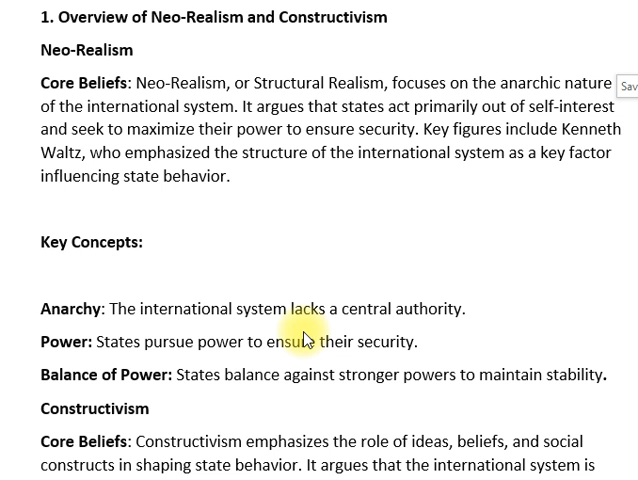 1. Overview of Neo-Realism and Constructivism
Neo-Realism
Core Beliefs: Neo-Realism, or Structural Realism, focuses on the anarchic nature
Sav
of the international system. It argues that states act primarily out of self-interest
and seek to maximize their power to ensure security. Key figures include Kenneth
Waltz, who emphasized the structure of the international system as a key factor
influencing state behavior.
Key Concepts:
Anarchy: The international system lacks a central authority.
Power: States pursue power to ensure their security.
Balance of Power: States balance against stronger powers to maintain stability.
Constructivism
Core Beliefs: Constructivism emphasizes the role of ideas, beliefs, and social
constructs in shaping state behavior. It argues that the international system is